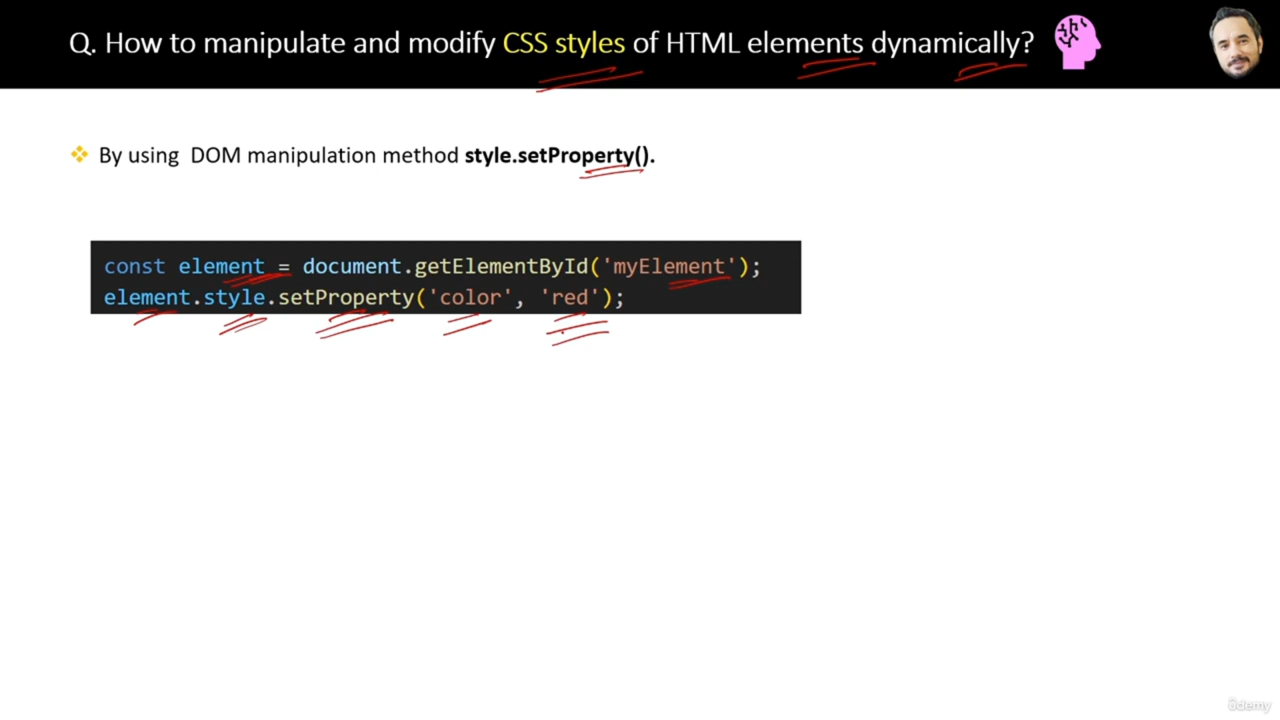 Q. How to manipulate and modify CSS styles of HTML elements dynamically?
By using DOM manipulation method style.setProperty().
const element = document.getElementById('myElement');
element.style.setProperty('color', 'red');
ûdemy